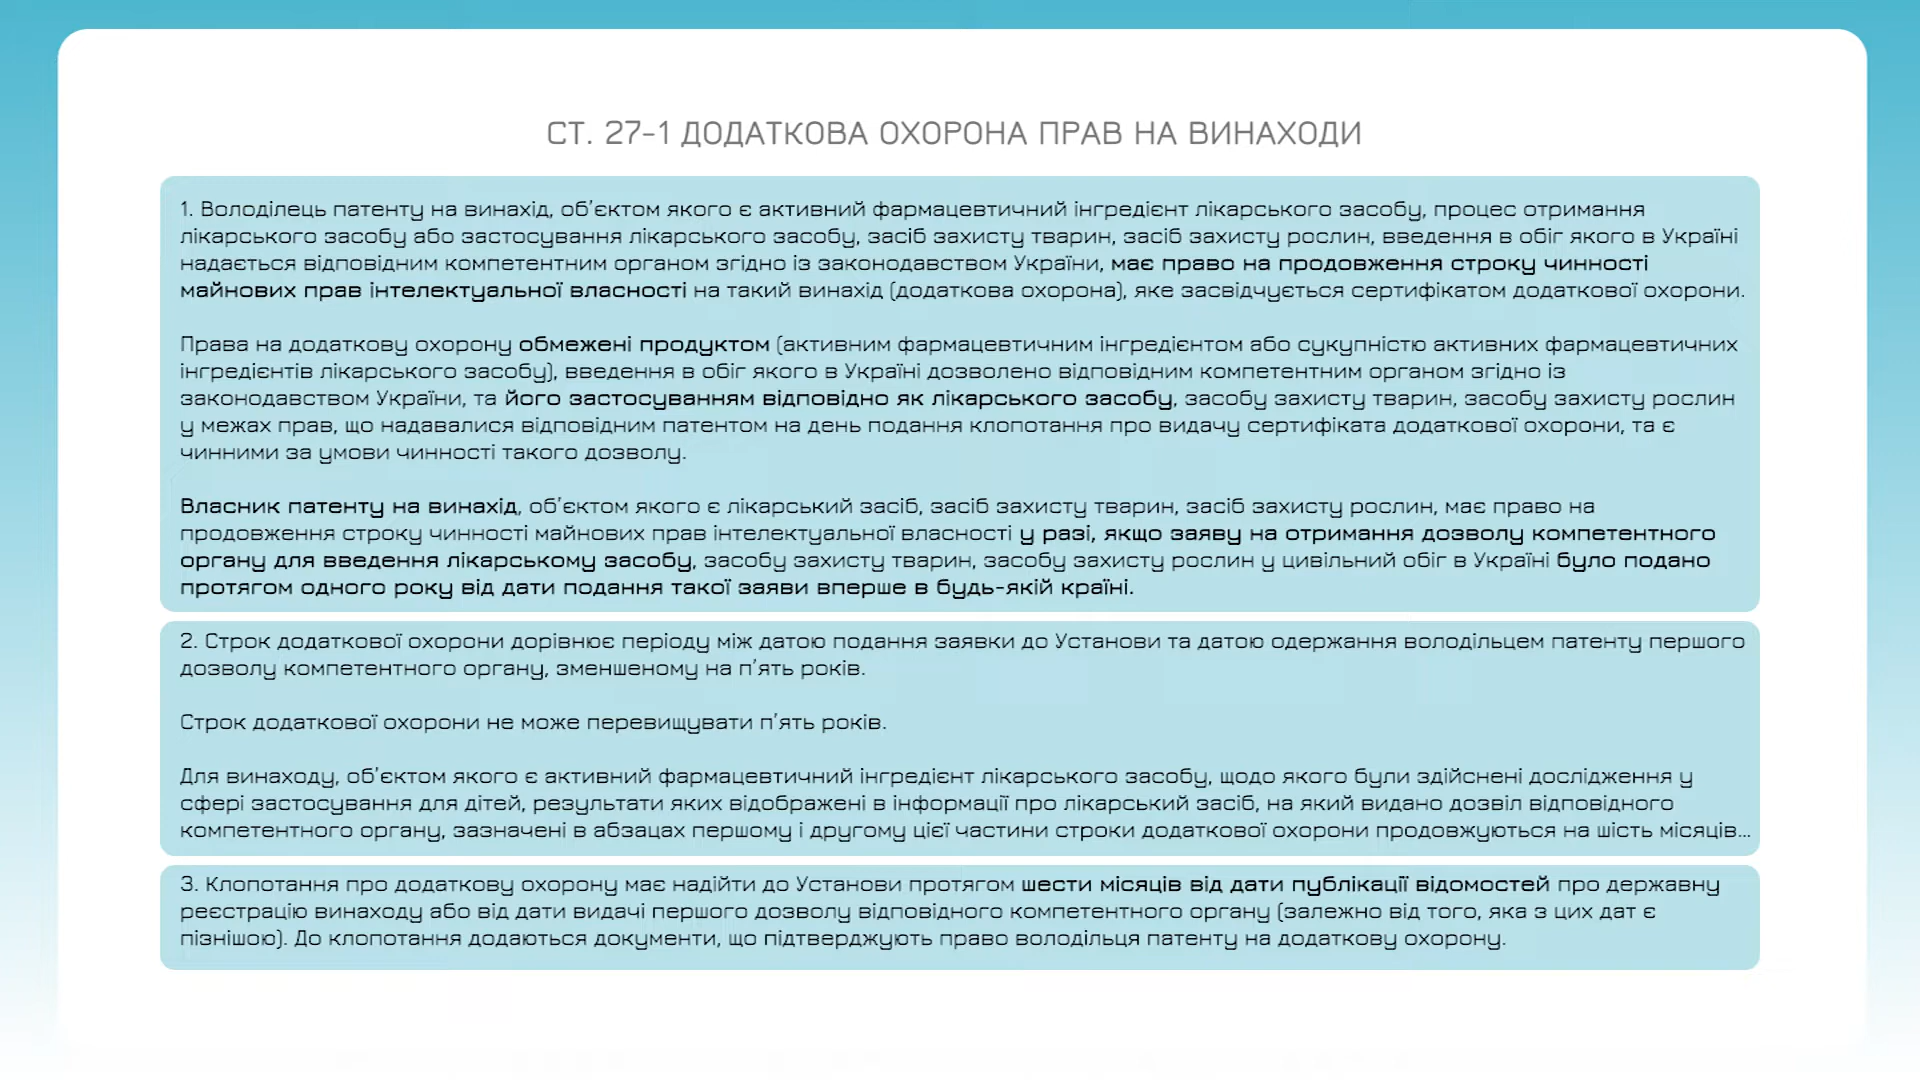 СТ. 27-1 ДОДАТКОВА ОХОРОНА ПРАВ НА ВИНАХОДИ
1. Володілець патенту на винахід, об’єктом якого є активний фармацевтичний інгредієнт лікарського засобу, процес отримання
лікарського засобу або застосування лікарського засобу, засіб захисту тварин, засіб захисту рослин, введення в обіг якого в Україні
надається відповідним компетентним органом згідно із законодавством України, має право на продовження строку чинності
майнових прав інтелектуальної власності на такий винахід (додаткова охорона), яке засвідчується сертифікатом додаткової охорони.
Права на додаткову охорону обмежені продуктом (активним фармацевтичним інгредієнтом або сукупністю активних фармацевтичних
інгредієнтів лікарського засобу), введення в обіг якого в Україні дозволено відповідним компетентним органом згідно із
законодавством України, та його застосуванням відповідно як лікарського засобу, засобу захисту тварин, засобу захисту рослин
у межах прав, що надавалися відповідним патентом на день подання клопотання про видачу сертифіката додаткової охорони, та є
чинними за умови чинності такого дозволу.
Власник патенту на винахід, об’єктом якого є лікарський засіб, засіб захисту тварин, засіб захисту рослин, має право на
продовження строку чинності майнових прав інтелектуальної власності у разі, якщо заяву на отримання дозволу компетентного
органу для введення лікарському засобу, засобу захисту тварин, засобу захисту рослин у цивільний обіг в Україні було подано
протягом одного року від дати подання такої заяви вперше в будь-якій країні.
2. Строк додаткової охорони дорівнює періоду між датою подання заявки до Установи та датою одержання володільцем патенту першого
дозволу компетентного органу, зменшеному на п’ять років.
Строк додаткової охорони не може перевищувати п’ять років.
Для винаходу, об’єктом якого є активний фармацевтичний інгредієнт лікарського засобу, щодо якого були здійснені дослідження у
сфері застосування для дітей, результати яких відображені в інформації про лікарський засіб, на який видано дозвіл відповідного
компетентного органу, зазначені в абзацах першому і другому цієї частини строки додаткової охорони продовжуються на шість місяців...
3. Клопотання про додаткову охорону має надійти до Установи протягом шести місяців від дати публікації відомостей про державну
реєстрацію винаходу або від дати видачі першого дозволу відповідного компетентного органу (залежно від того, яка з цих дат є
пізнішою). До клопотання додаються документи, що підтверджують право володільця патенту на додаткову охорону.